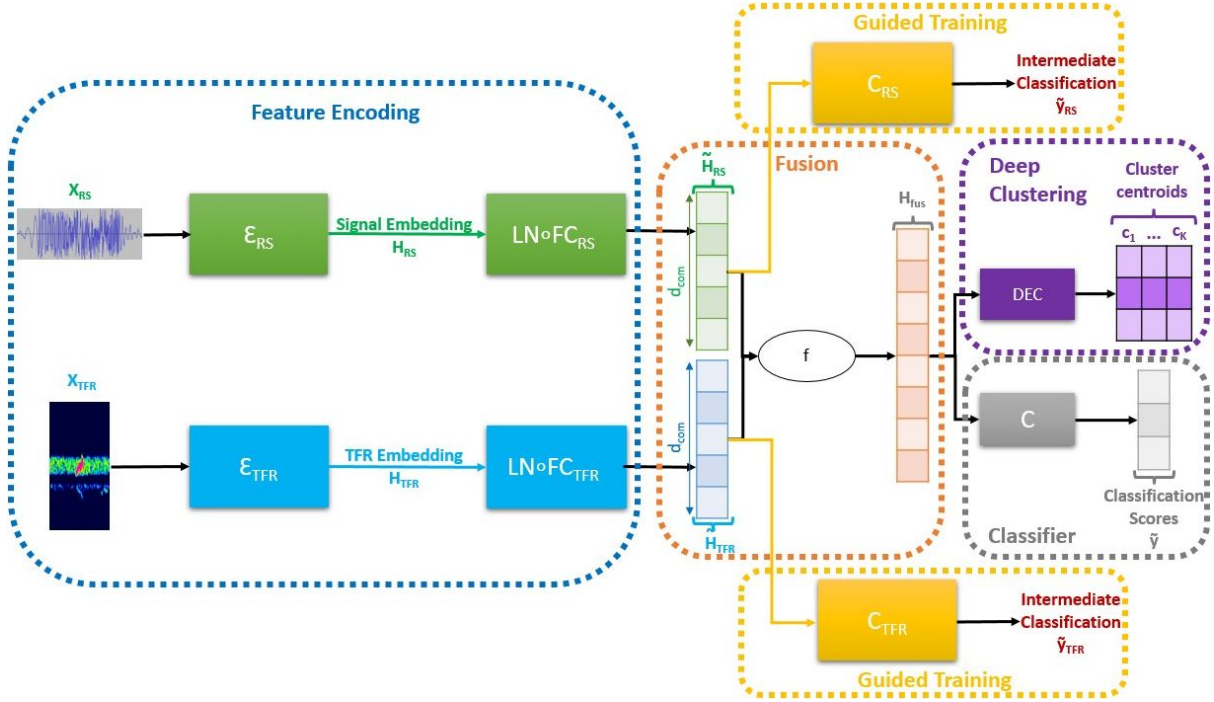 Guided Training
C_RS
Intermediate
Classification
ỹ_RS
Feature Encoding
X_RS
Ɛ_RS
Signal Embedding
H_RS
LN∘FC_RS
X_TFR
Ɛ_TFR
TFR Embedding
H_TFR
LN∘FC_TFR
Fusion
H̃_RS
d_com
d_com
H̃_TFR
f
H_fus
Deep
Clustering
Cluster
centroids
c_1 ... c_K
DEC
C
Classification
Scores
ỹ
Classifier
C_TFR
Intermediate
Classification
ỹ_TFR
Guided Training